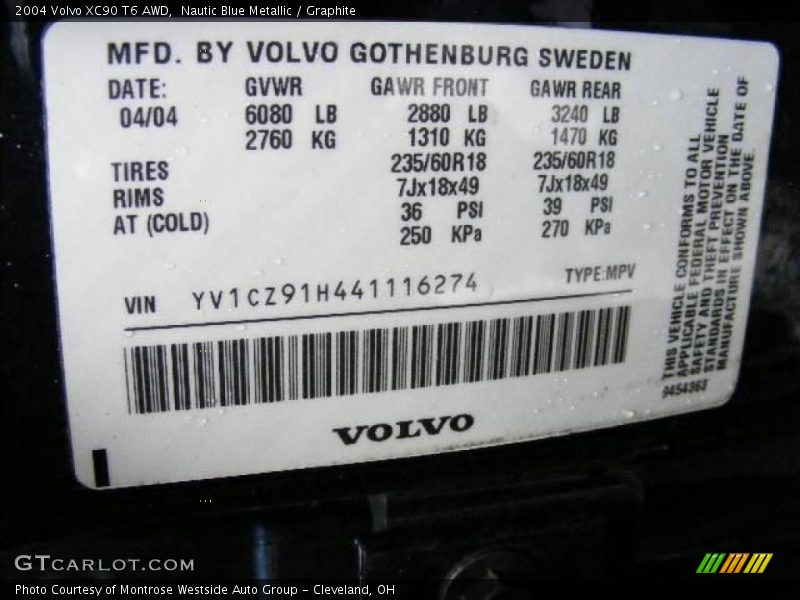 2004 Volvo XC90 T6 AWD, Nautic Blue Metallic / Graphite
MFD. BY VOLVO GOTHENBURG SWEDEN
DATE: GVWR GAWR FRONT GAWR REAR
04/04 6080 LB 2880 LB 3240 LB
2760 KG 1310 KG 1470 KG
TIRES 235/60R18 235/60R18
RIMS 7Jx18x49 7Jx18x49
AT (COLD) 36 PSI 39 PSI
250 KPa 270 KPa
VIN YV1CZ91H441116274 TYPE:MPV
VOLVO
THIS VEHICLE CONFORMS TO ALL
APPLICABLE FEDERAL MOTOR VEHICLE
SAFETY AND THEFT PREVENTION
STANDARDS IN EFFECT ON THE DATE OF
MANUFACTURE SHOWN ABOVE.
9454363
GTCARLOT.COM
Photo Courtesy of Montrose Westside Auto Group - Cleveland, OH